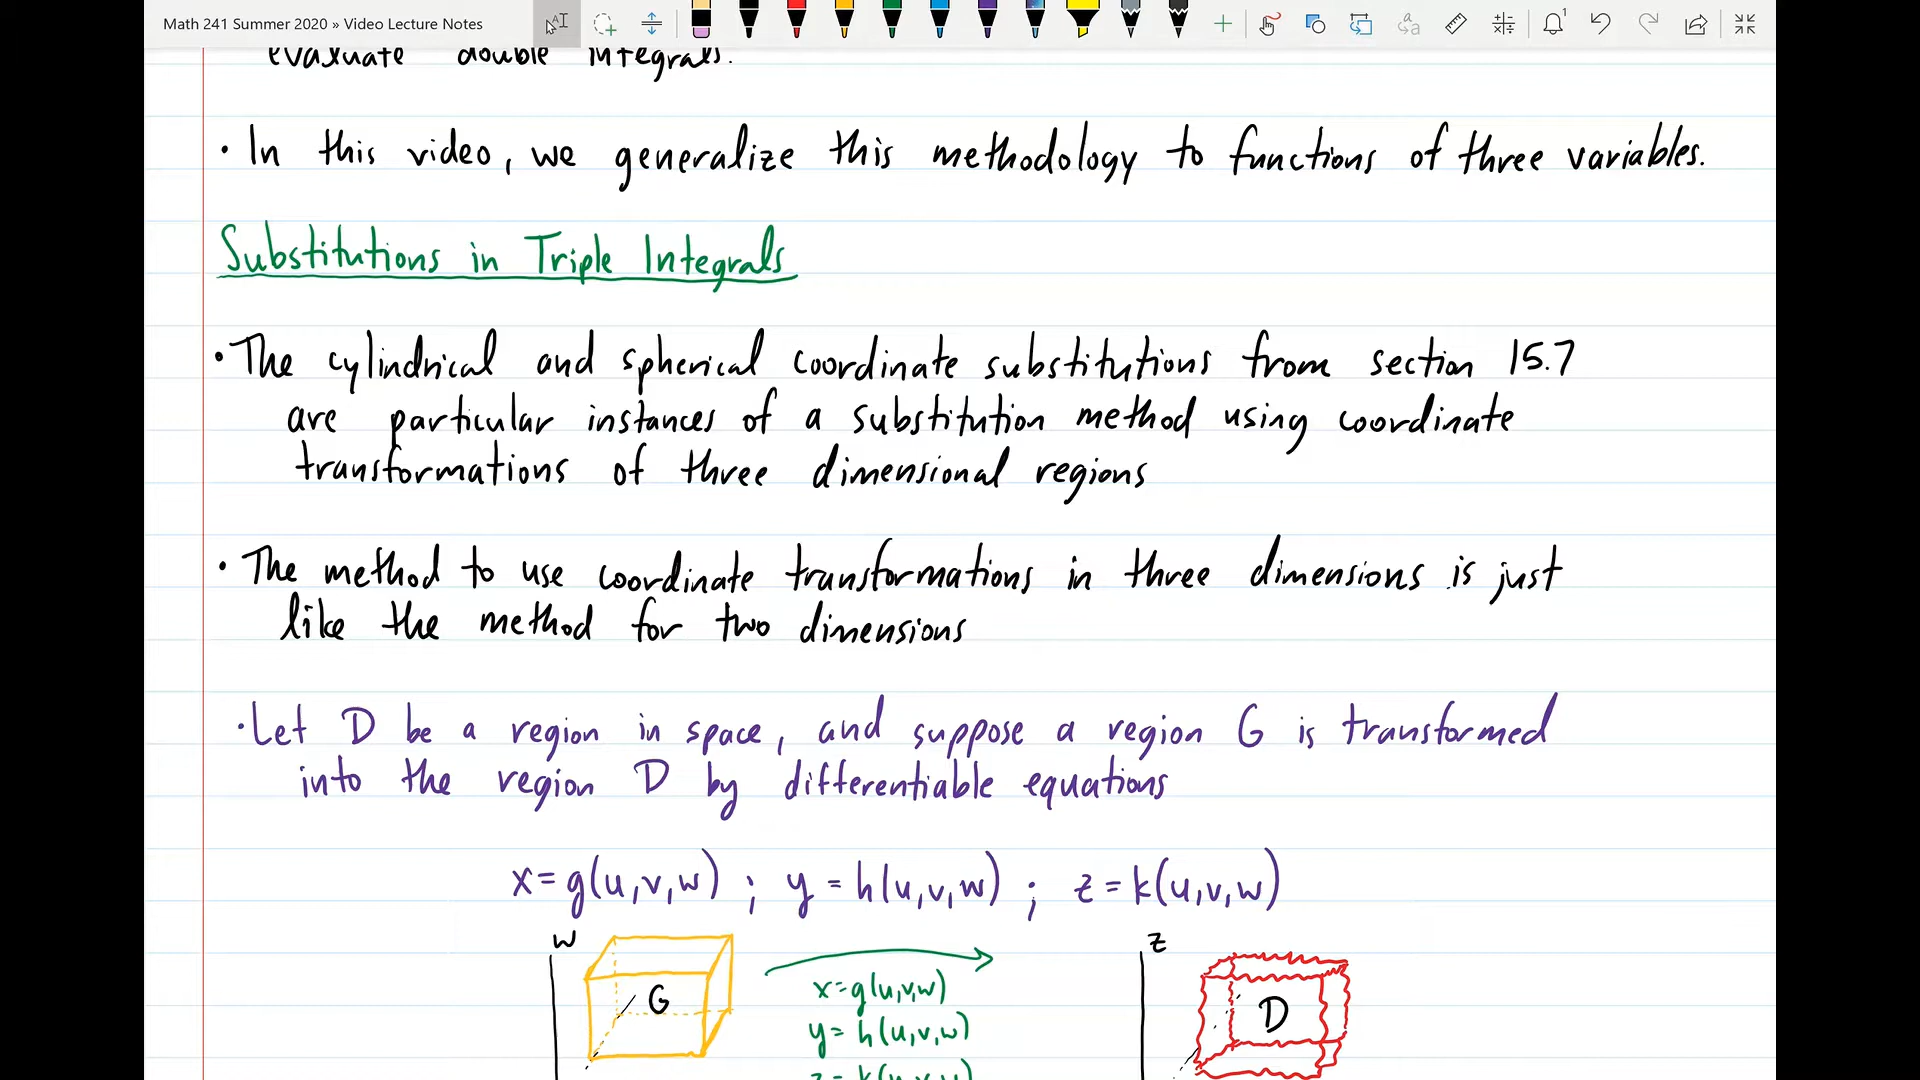 Math 241 Summer 2020 » Video Lecture Notes
evaluate double integrals.
• In this video, we generalize this methodology to functions of three variables.
Substitutions in Triple Integrals
• The cylindrical and spherical coordinate substitutions from section 15.7
are particular instances of a substitution method using coordinate
transformations of three dimensional regions
• The method to use coordinate transformations in three dimensions is just
like the method for two dimensions
• Let D be a region in space, and suppose a region G is transformed
into the region D by differentiable equations
x=g(u,v,w) ; y=h(u,v,w) ; z=k(u,v,w)
w
G
x=g(u,v,w)
y=h(u,v,w)
z=k(u,v,w)
z
D